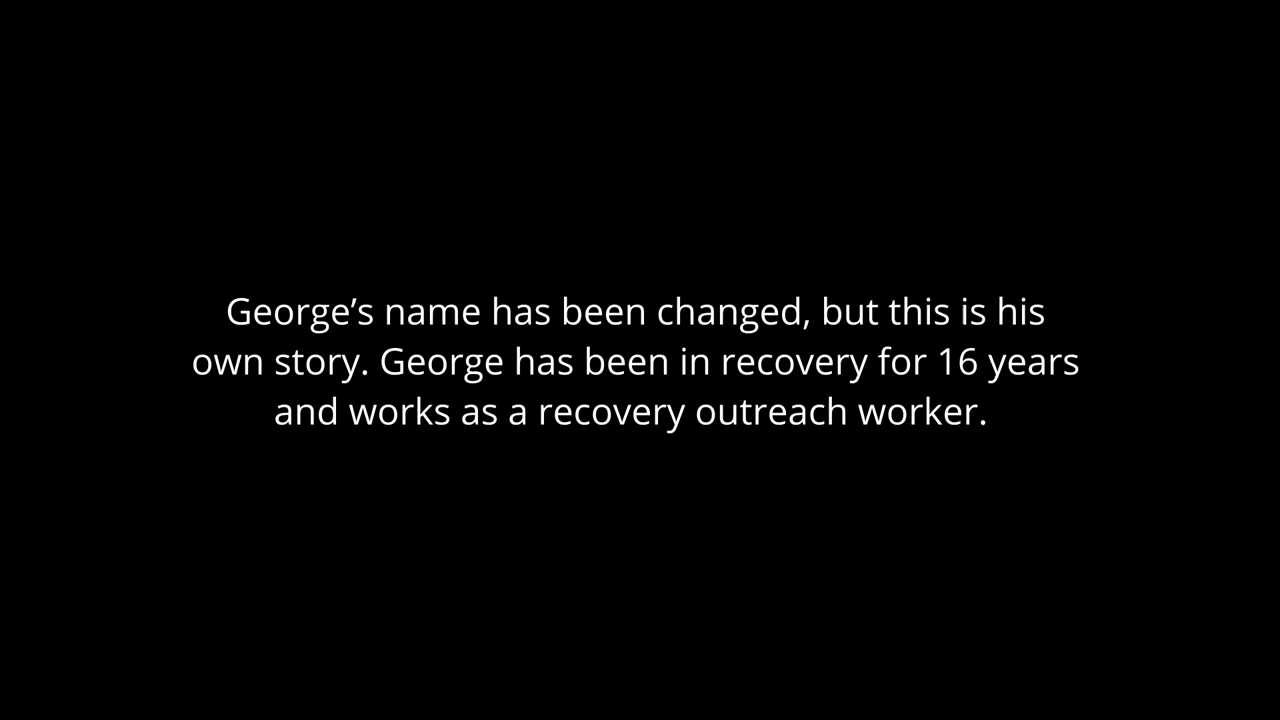 George’s name has been changed, but this is his
own story. George has been in recovery for 16 years
and works as a recovery outreach worker.